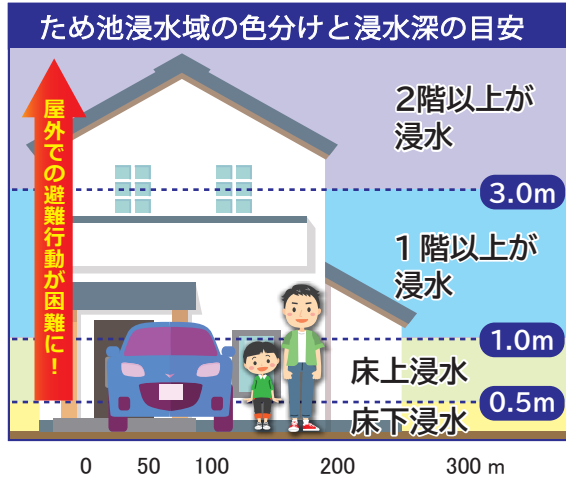 ため池浸水域の色分けと浸水深の目安
屋外での避難行動が困難に！
2階以上が
浸水
3.0m
1階以上が
浸水
1.0m
床上浸水
0.5m
床下浸水
0 50 100 200 300 m